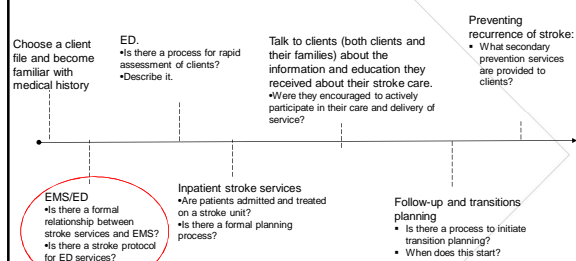 Choose a client
file and become
familiar with
medical history
ED.
•Is there a process for rapid
assessment of clients?
•Describe it.
Talk to clients (both clients and
their families) about the
information and education they
received about their stroke care.
•Were they encouraged to actively
participate in their care and delivery of
service?
Preventing
recurrence of stroke:
▪ What secondary
prevention services
are provided to
clients?
EMS/ED
•Is there a formal
relationship between
stroke services and EMS?
•Is there a stroke protocol
for ED services?
Inpatient stroke services
•Are patients admitted and treated
on a stroke unit?
•Is there a formal planning
process?
Follow-up and transitions
planning
▪ Is there a process to initiate
transition planning?
▪ When does this start?